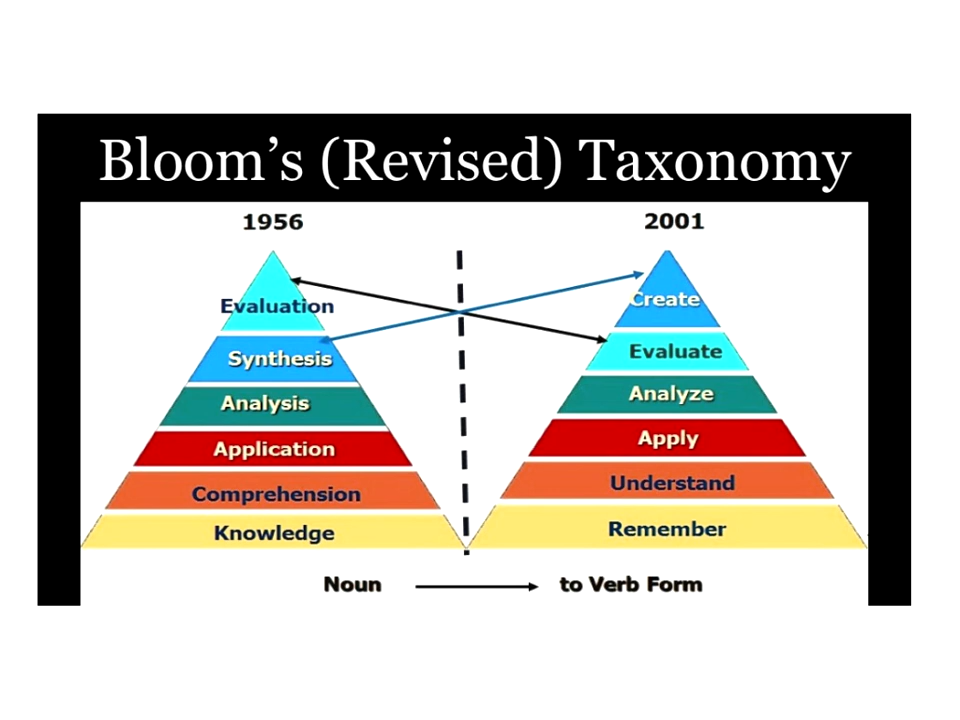 Bloom’s (Revised) Taxonomy
1956
2001
Evaluation
Synthesis
Analysis
Application
Comprehension
Knowledge
Create
Evaluate
Analyze
Apply
Understand
Remember
Noun
to Verb Form